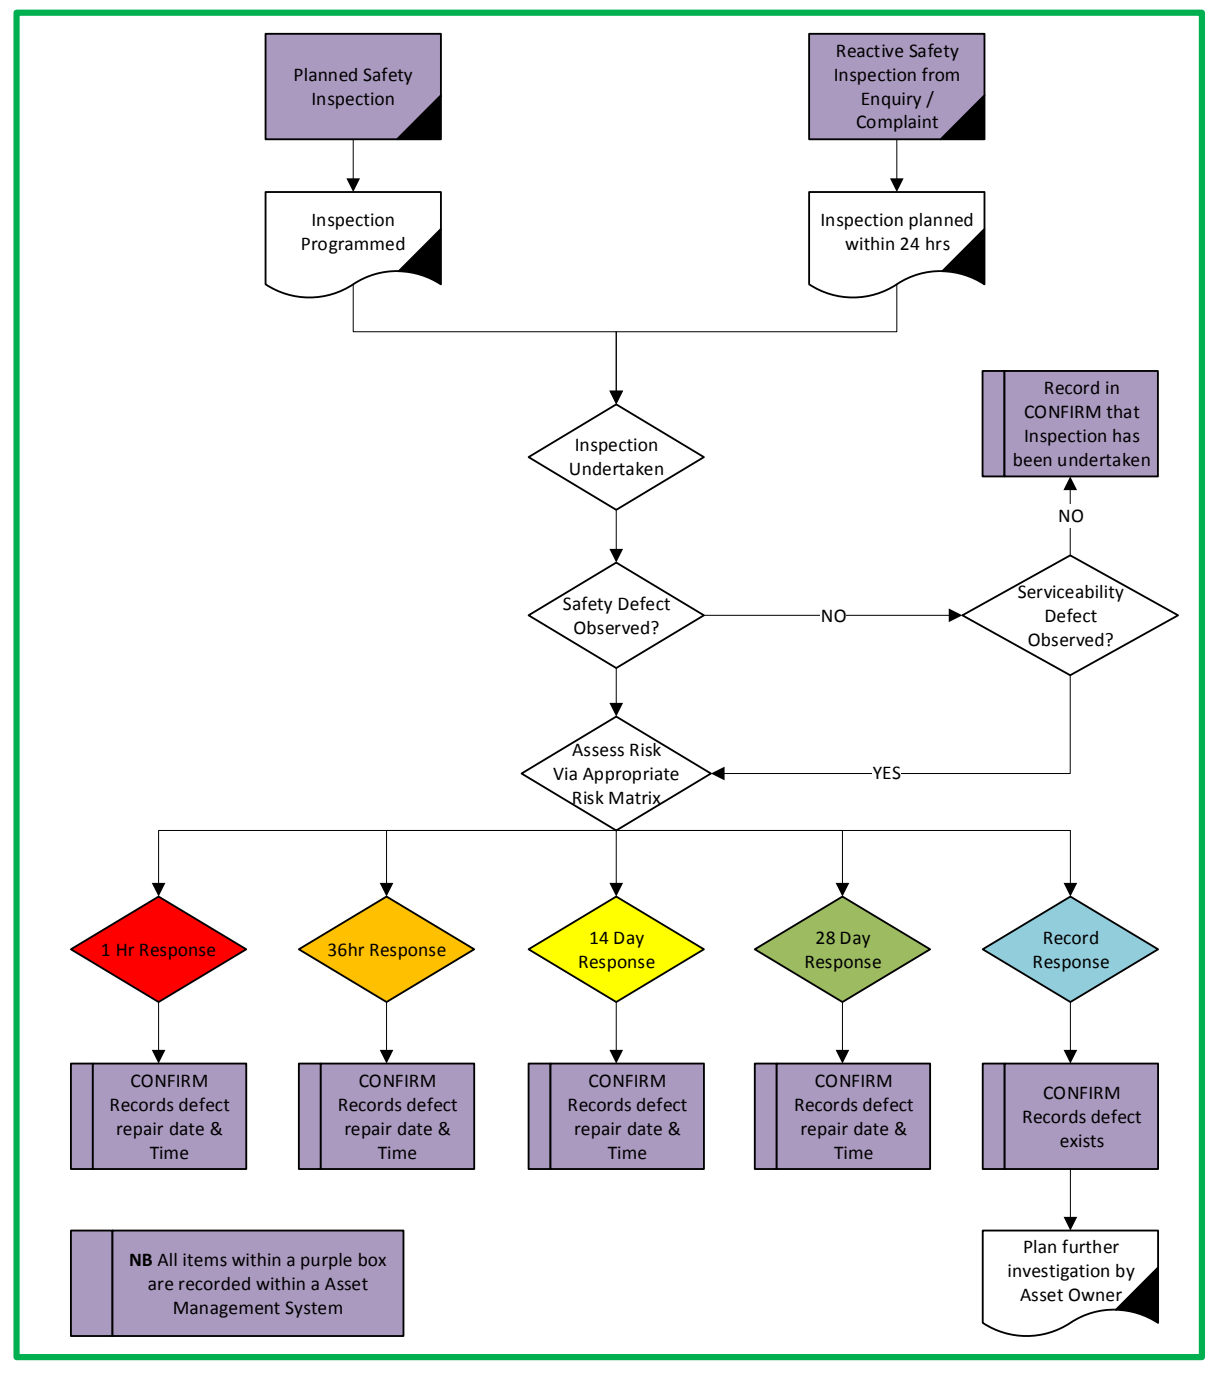 Planned Safety
Inspection
Reactive Safety
Inspection from
Enquiry /
Complaint
Inspection
Programmed
Inspection planned
within 24 hrs
Record in
CONFIRM that
Inspection has
been undertaken
Inspection
Undertaken
NO
Safety Defect
Observed?
NO
Serviceability
Defect
Observed?
Assess Risk
Via Appropriate
Risk Matrix
YES
1 Hr Response
36hr Response
14 Day
Response
28 Day
Response
Record
Response
CONFIRM
Records defect
repair date &
Time
CONFIRM
Records defect
repair date &
Time
CONFIRM
Records defect
repair date &
Time
CONFIRM
Records defect
repair date &
Time
CONFIRM
Records defect
exists
NB All items within a purple box
are recorded within a Asset
Management System
Plan further
investigation by
Asset Owner